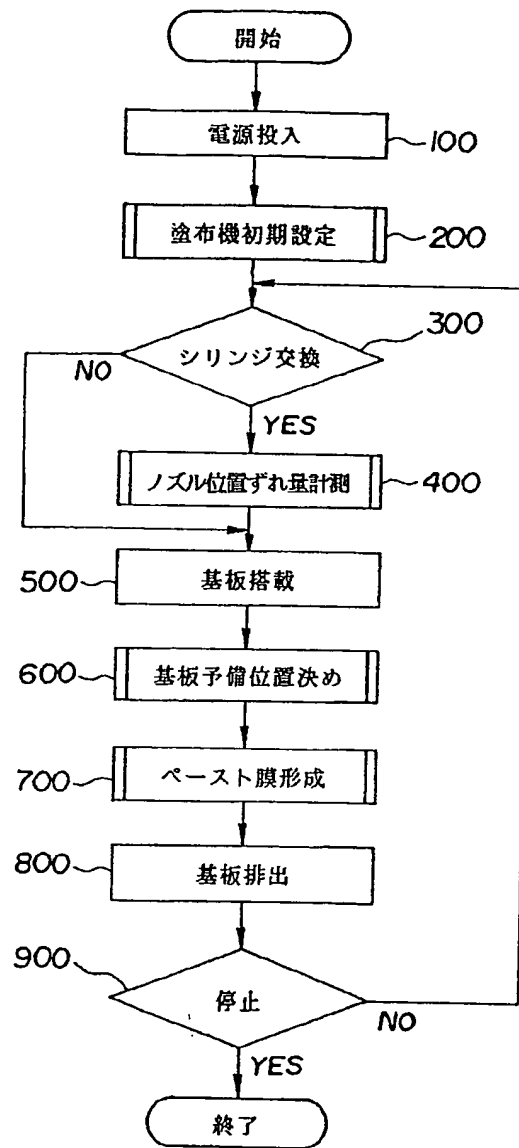 開始
電源投入
100
塗布機初期設定
200
シリンジ交換
300
NO
YES
ノズル位置ずれ量計測
400
500
基板搭載
600
基板予備位置決め
700
ペースト膜形成
800
基板排出
900
停止
NO
YES
終了